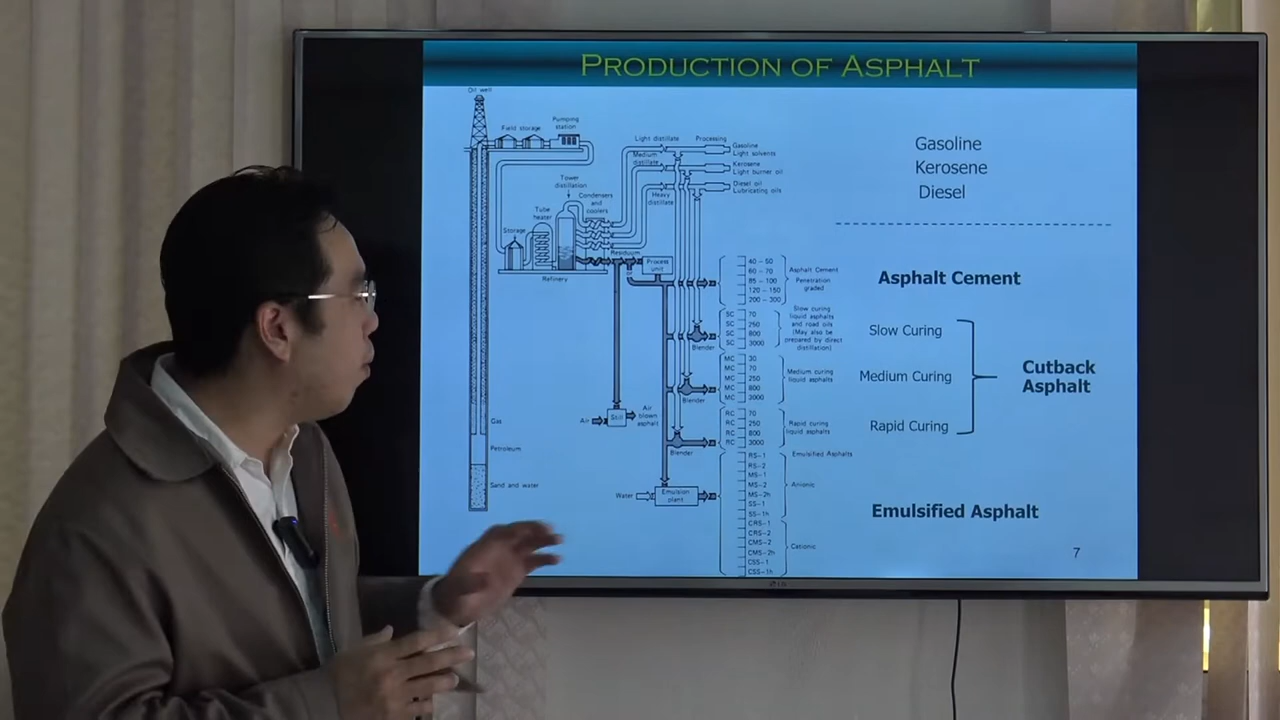 PRODUCTION OF ASPHALT
Oil well
Field storage
Pumping
station
Light distillate
Processing
Gasoline
Light solvents
Medium
distillate
Kerosene
Light burner oil
Heavy
distillate
Diesel oil
Lubricating oils
Tower
distillation
Condensers
and
coolers
Tube
heater
Storage
Refinery
Residuum
Process
unit
Gas
Petroleum
Sand and water
Air
Still
Air
blown
asphalt
Water
Emulsion
plant
Blender
Blender
Blender
40 - 50
60 - 70
85 - 100
120 - 150
200 - 300
Asphalt Cement
Penetration
graded
SC 70
SC 250
SC 800
SC 3000
Slow curing
liquid asphalts
and road oils
(May also be
prepared by direct
distillation)
MC 30
MC 70
MC 250
MC 800
MC 3000
Medium curing
liquid asphalts
RC 70
RC 250
RC 800
RC 3000
Rapid curing
liquid asphalts
RS-1
RS-2
MS-1
MS-2
MS-2h
SS-1
SS-1h
CRS-1
CRS-2
CMS-2
CMS-2h
CSS-1
CSS-1h
Emulsified Asphalts
Anionic
Cationic
Gasoline
Kerosene
Diesel
Asphalt Cement
Slow Curing
Medium Curing
Rapid Curing
Cutback
Asphalt
Emulsified Asphalt
7